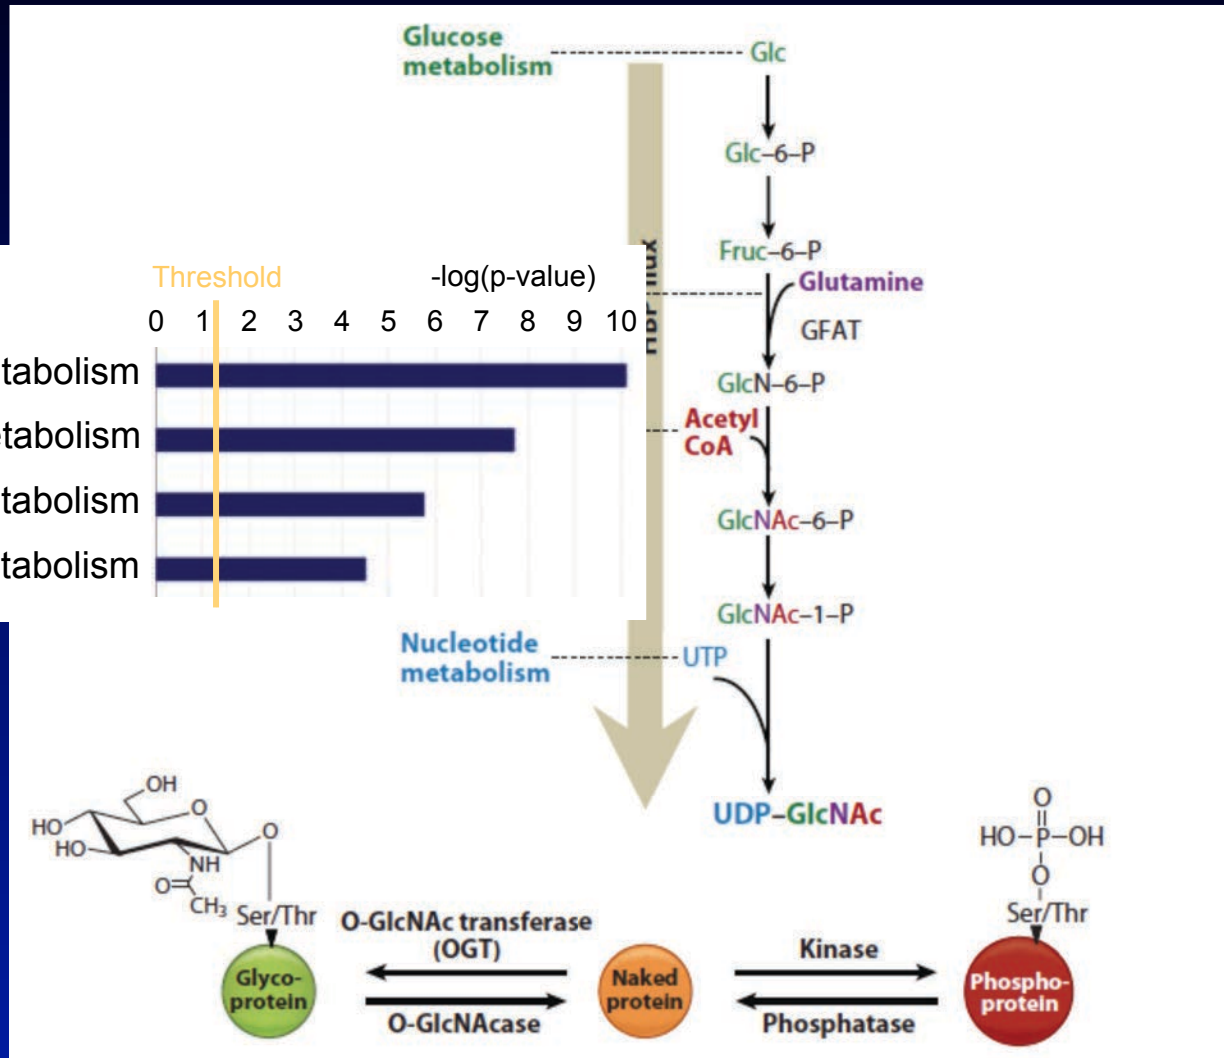 Glucose
metabolism
Glc
Glc–6–P
Fruc–6–P
Glutamine
GFAT
GlcN–6–P
Acetyl
CoA
GlcNAc–6–P
GlcNAc–1–P
Threshold
-log(p-value)
0 1 2 3 4 5 6 7 8 9 10
tabolism
etabolism
tabolism
tabolism
Nucleotide
metabolism
UTP
UDP–GlcNAc
OH
O
HO
HO
O
NH
O
CH3
Ser/Thr
O-GlcNAc transferase
(OGT)
O-GlcNAcase
Glyco-
protein
Naked
protein
Kinase
Phosphatase
O
HO–P–OH
O
Ser/Thr
Phospho-
protein